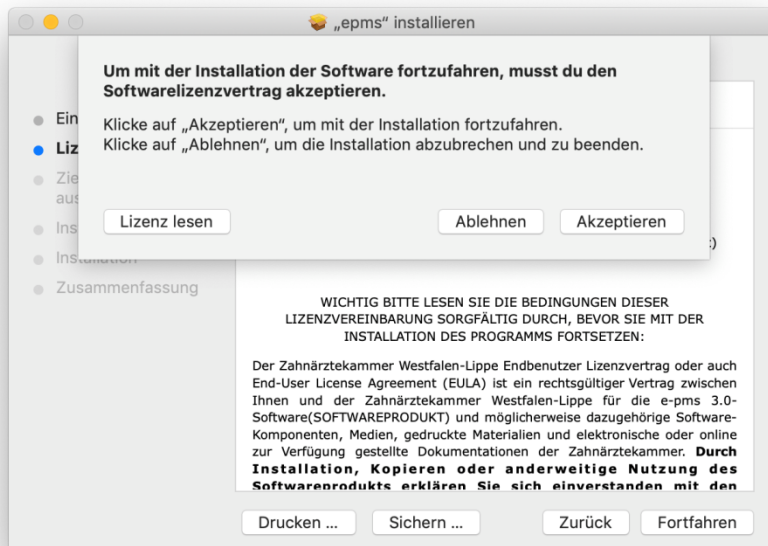 „epms“ installieren
Um mit der Installation der Software fortzufahren, musst du den
Softwarelizenzvertrag akzeptieren.
Klicke auf „Akzeptieren“, um mit der Installation fortzufahren.
Klicke auf „Ablehnen“, um die Installation abzubrechen und zu beenden.
Lizenz lesen
Ablehnen
Akzeptieren
Ein
Liz
Zie
aus
Ins
Installation
Zusammenfassung
WICHTIG BITTE LESEN SIE DIE BEDINGUNGEN DIESER
LIZENZVEREINBARUNG SORGFÄLTIG DURCH, BEVOR SIE MIT DER
INSTALLATION DES PROGRAMMS FORTSETZEN:
Der Zahnärztekammer Westfalen-Lippe Endbenutzer Lizenzvertrag oder auch
End-User License Agreement (EULA) ist ein rechtsgültiger Vertrag zwischen
Ihnen und der Zahnärztekammer Westfalen-Lippe für die e-pms 3.0-
Software(SOFTWAREPRODUKT) und möglicherweise dazugehörige Software-
Komponenten, Medien, gedruckte Materialien und elektronische oder online
zur Verfügung gestellte Dokumentationen der Zahnärztekammer. Durch
Installation, Kopieren oder anderweitige Nutzung des
Softwareprodukts erklären Sie sich einverstanden mit den
Drucken ...
Sichern ...
Zurück
Fortfahren